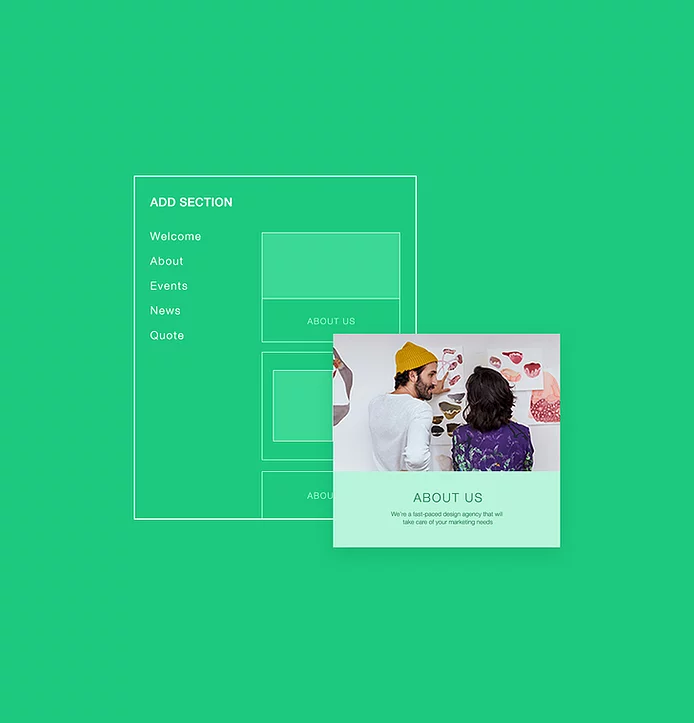 ADD SECTION
Welcome
About
Events
News
Quote
ABOUT US
ABOU
ABOUT US
We're a fast-paced design agency that will
take care of your marketing needs